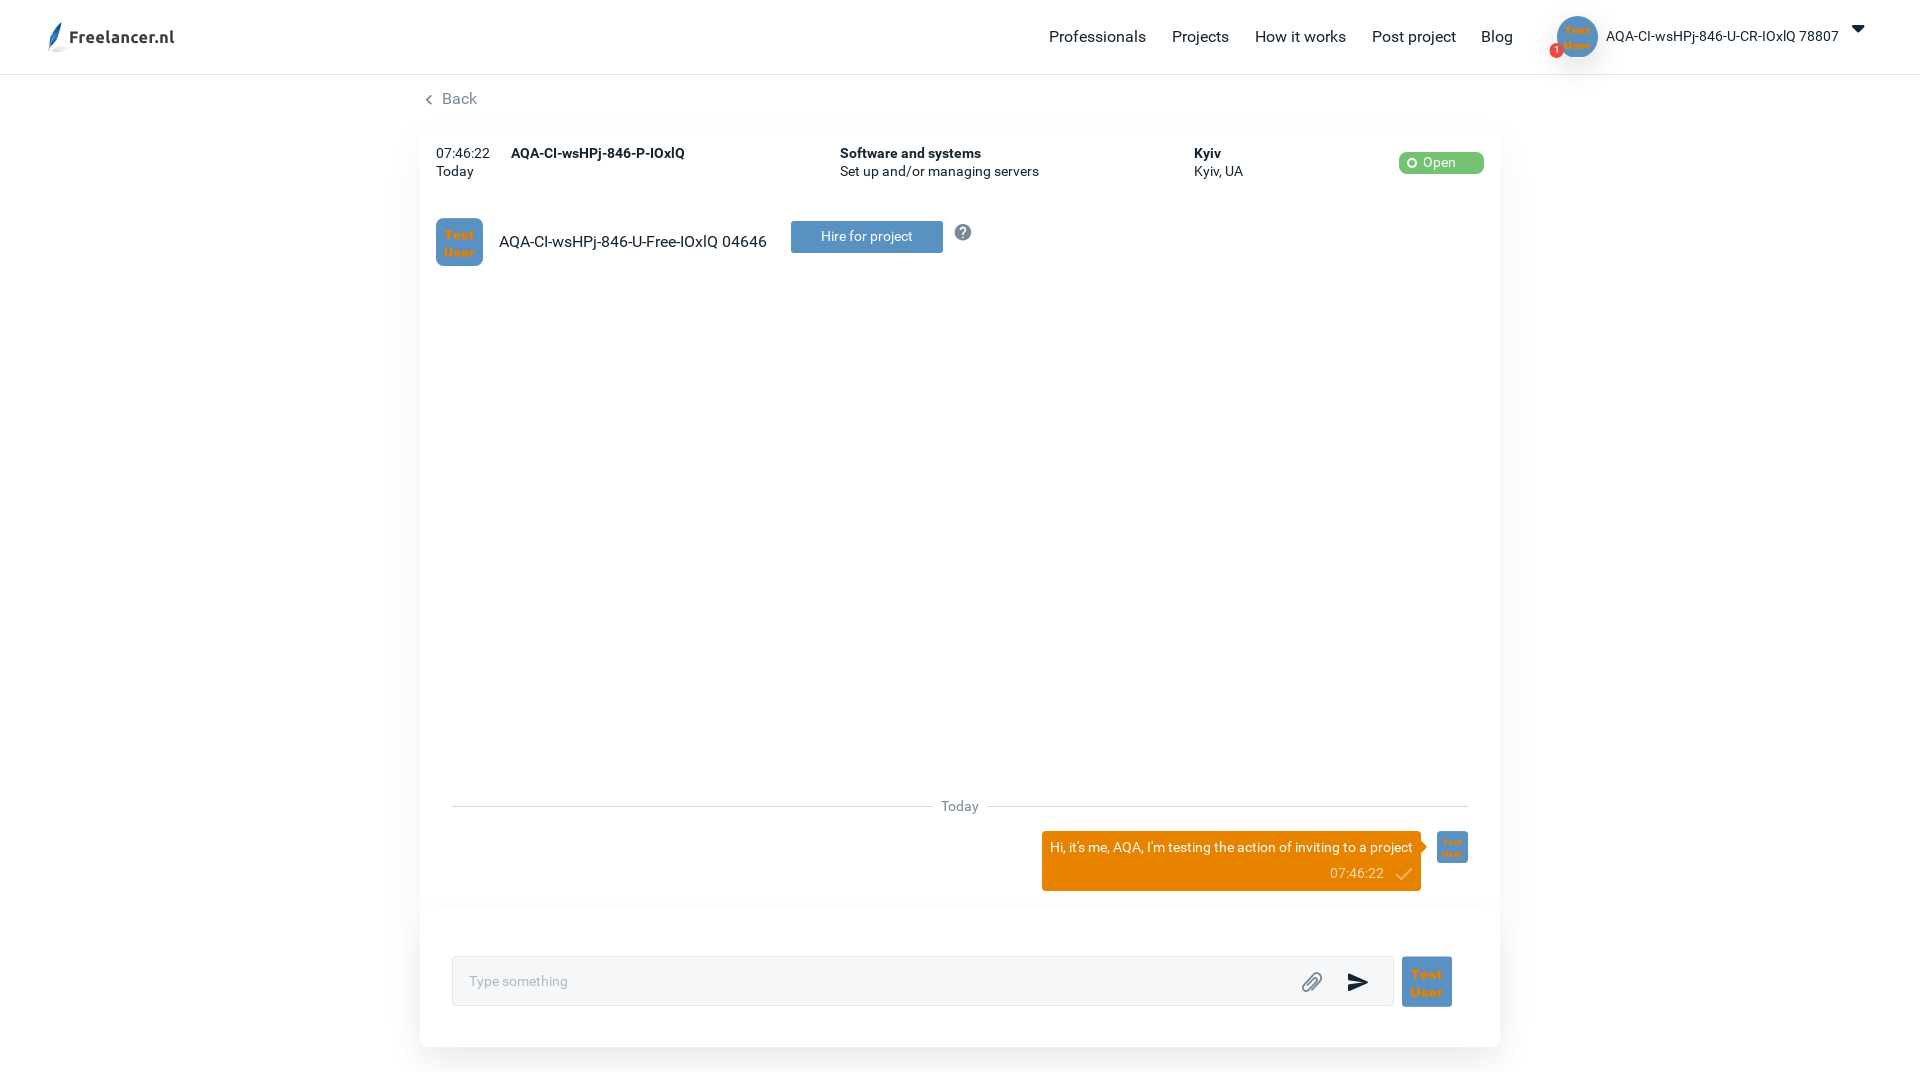 Freelancer.nl
Professionals
Projects
How it works
Post project
Blog
Test
User
1
AQA-CI-wsHPj-846-U-CR-IOxlQ 78807
Back
07:46:22
Today
AQA-CI-wsHPj-846-P-IOxlQ
Software and systems
Set up and/or managing servers
Kyiv
Kyiv, UA
Open
Test
User
AQA-CI-wsHPj-846-U-Free-IOxlQ 04646
Hire for project
?
Today
Hi, it's me, AQA, I'm testing the action of inviting to a project
07:46:22
Test
User
Type something
Test
User